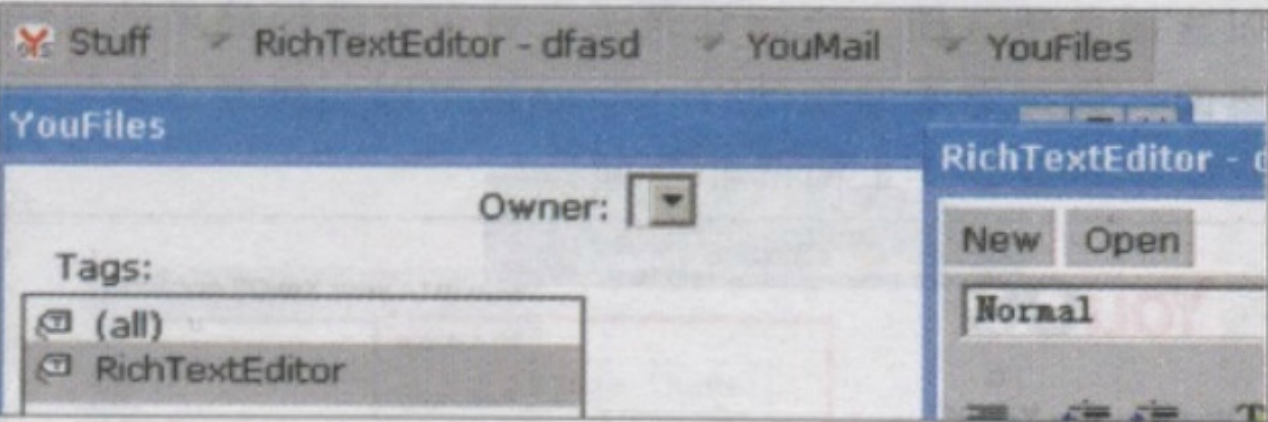 Stuff RichTextEditor - dfasd YouMail YouFiles
YouFiles
RichTextEditor -
Owner:
New Open
Tags:
Normal
(all)
RichTextEditor